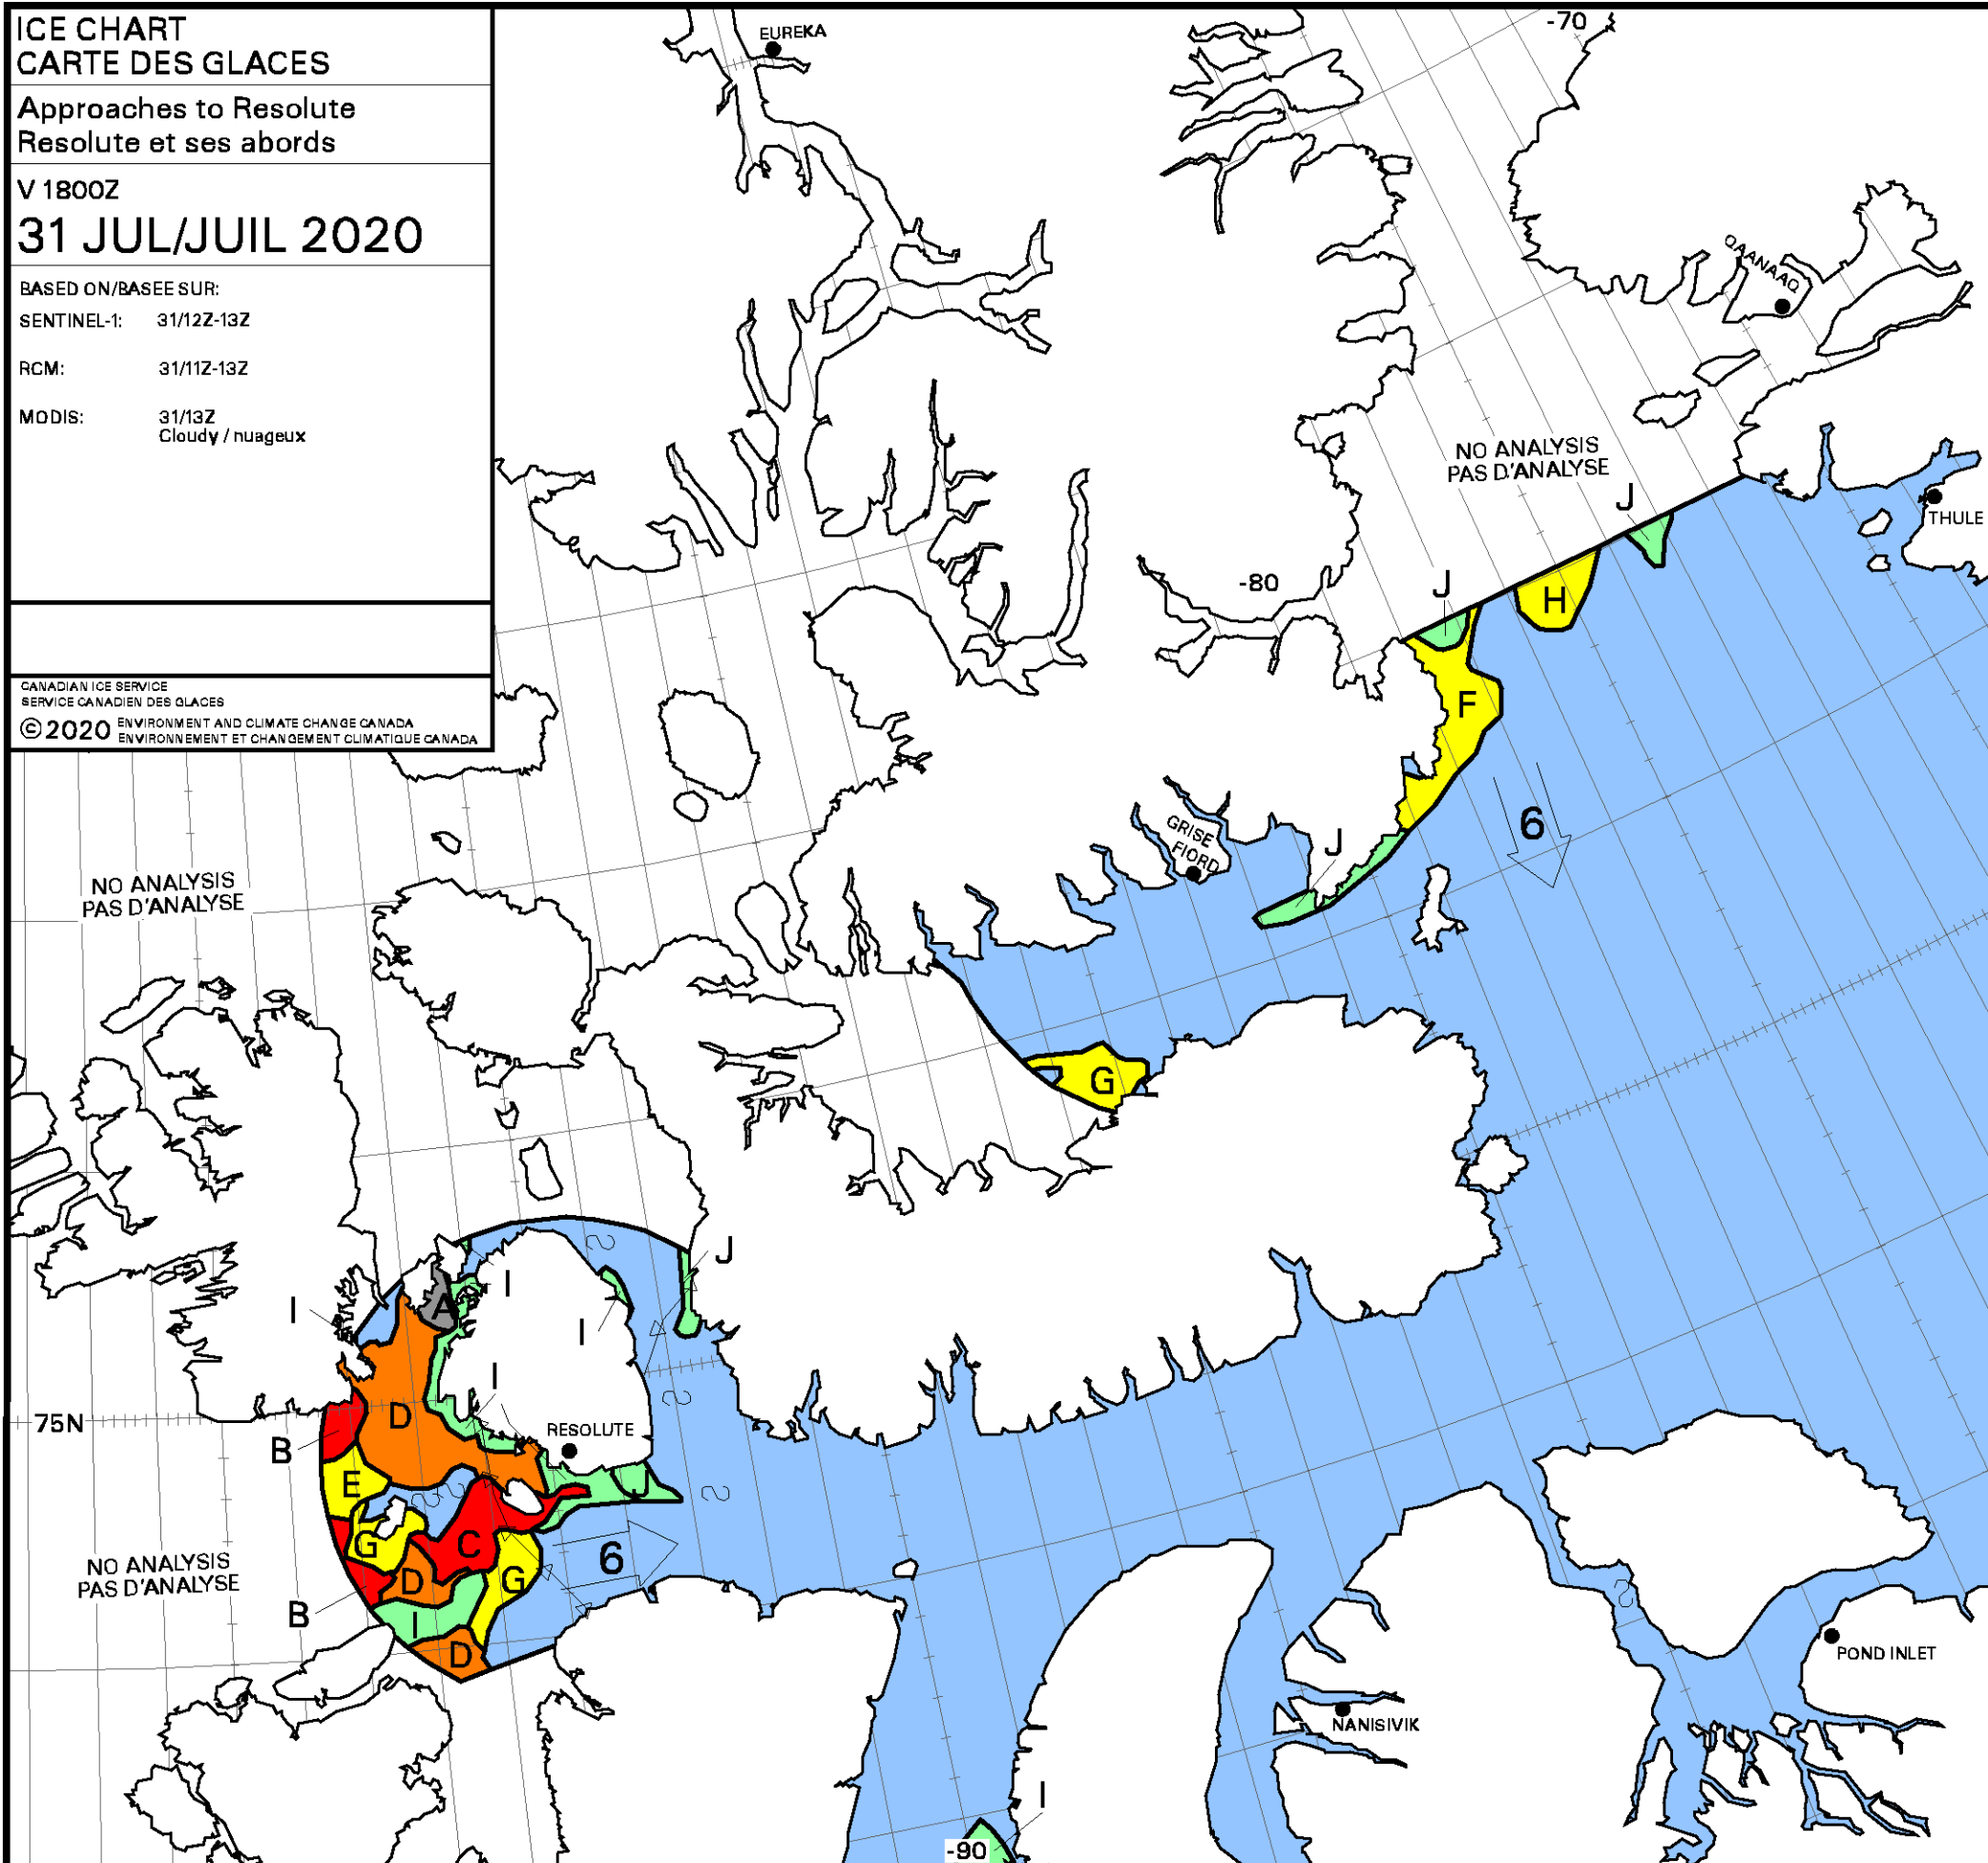 ICE CHART
CARTE DES GLACES
Approaches to Resolute
Resolute et ses abords
V 1800Z
31 JUL/JUIL 2020
BASED ON/BASEE SUR:
SENTINEL-1: 31/12Z-13Z
RCM: 31/11Z-13Z
MODIS: 31/13Z
Cloudy / nuageux
CANADIAN ICE SERVICE
SERVICE CANADIEN DES GLACES
© 2020 ENVIRONMENT AND CLIMATE CHANGE CANADA
ENVIRONNEMENT ET CHANGEMENT CLIMATIQUE CANADA
EUREKA
-70
QAANAAQ
NO ANALYSIS
PAS D'ANALYSE
J
THULE
-80
J
H
F
6
GRISE
FIORD
J
NO ANALYSIS
PAS D'ANALYSE
G
J
I
I
A
I
I
75N
D
RESOLUTE
B
E
G
C
6
D
G
NO ANALYSIS
PAS D'ANALYSE
B
I
D
POND INLET
NANISIVIK
I
-90